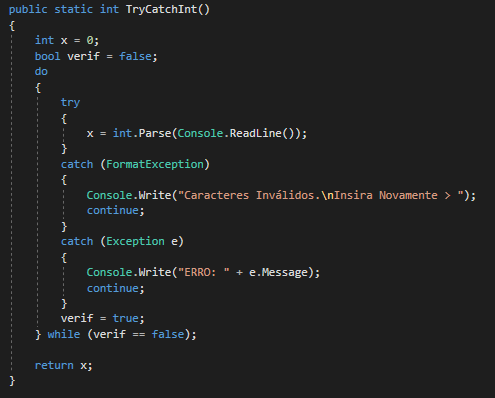 public static int TryCatchInt()
{
int x = 0;
bool verif = false;
do
{
try
{
x = int.Parse(Console.ReadLine());
}
catch (FormatException)
{
Console.Write("Caracteres Inválidos.\nInsira Novamente > ");
continue;
}
catch (Exception e)
{
Console.Write("ERRO: " + e.Message);
continue;
}
verif = true;
} while (verif == false);
return x;
}